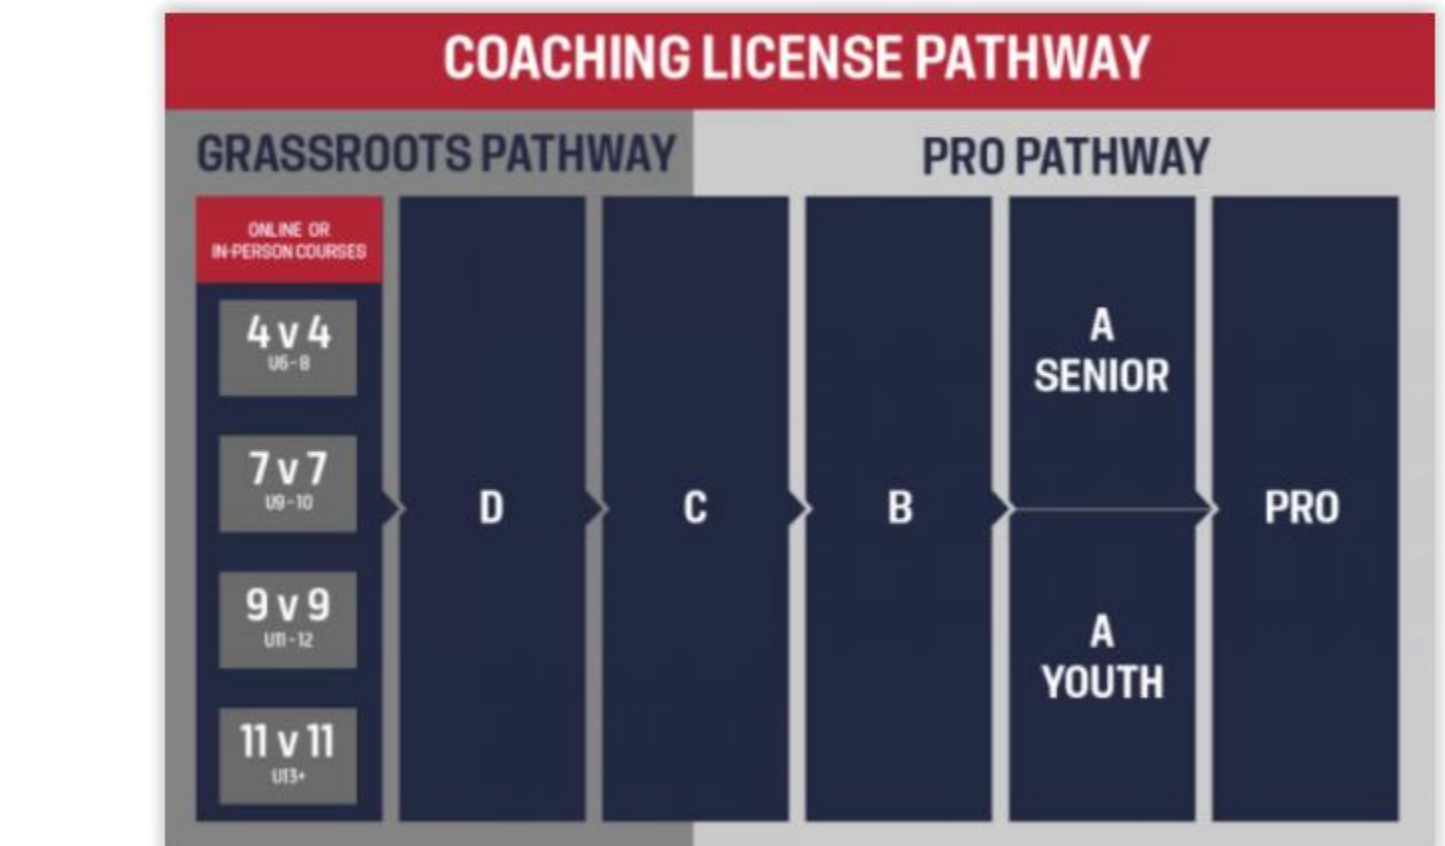 COACHING LICENSE PATHWAY
GRASSROOTS PATHWAY
PRO PATHWAY
ONLINE OR
IN-PERSON COURSES
4 v 4
U6-8
7 v 7
U9-10
9 v 9
U11-12
11 v 11
U13+
D
C
B
A
SENIOR
A
YOUTH
PRO